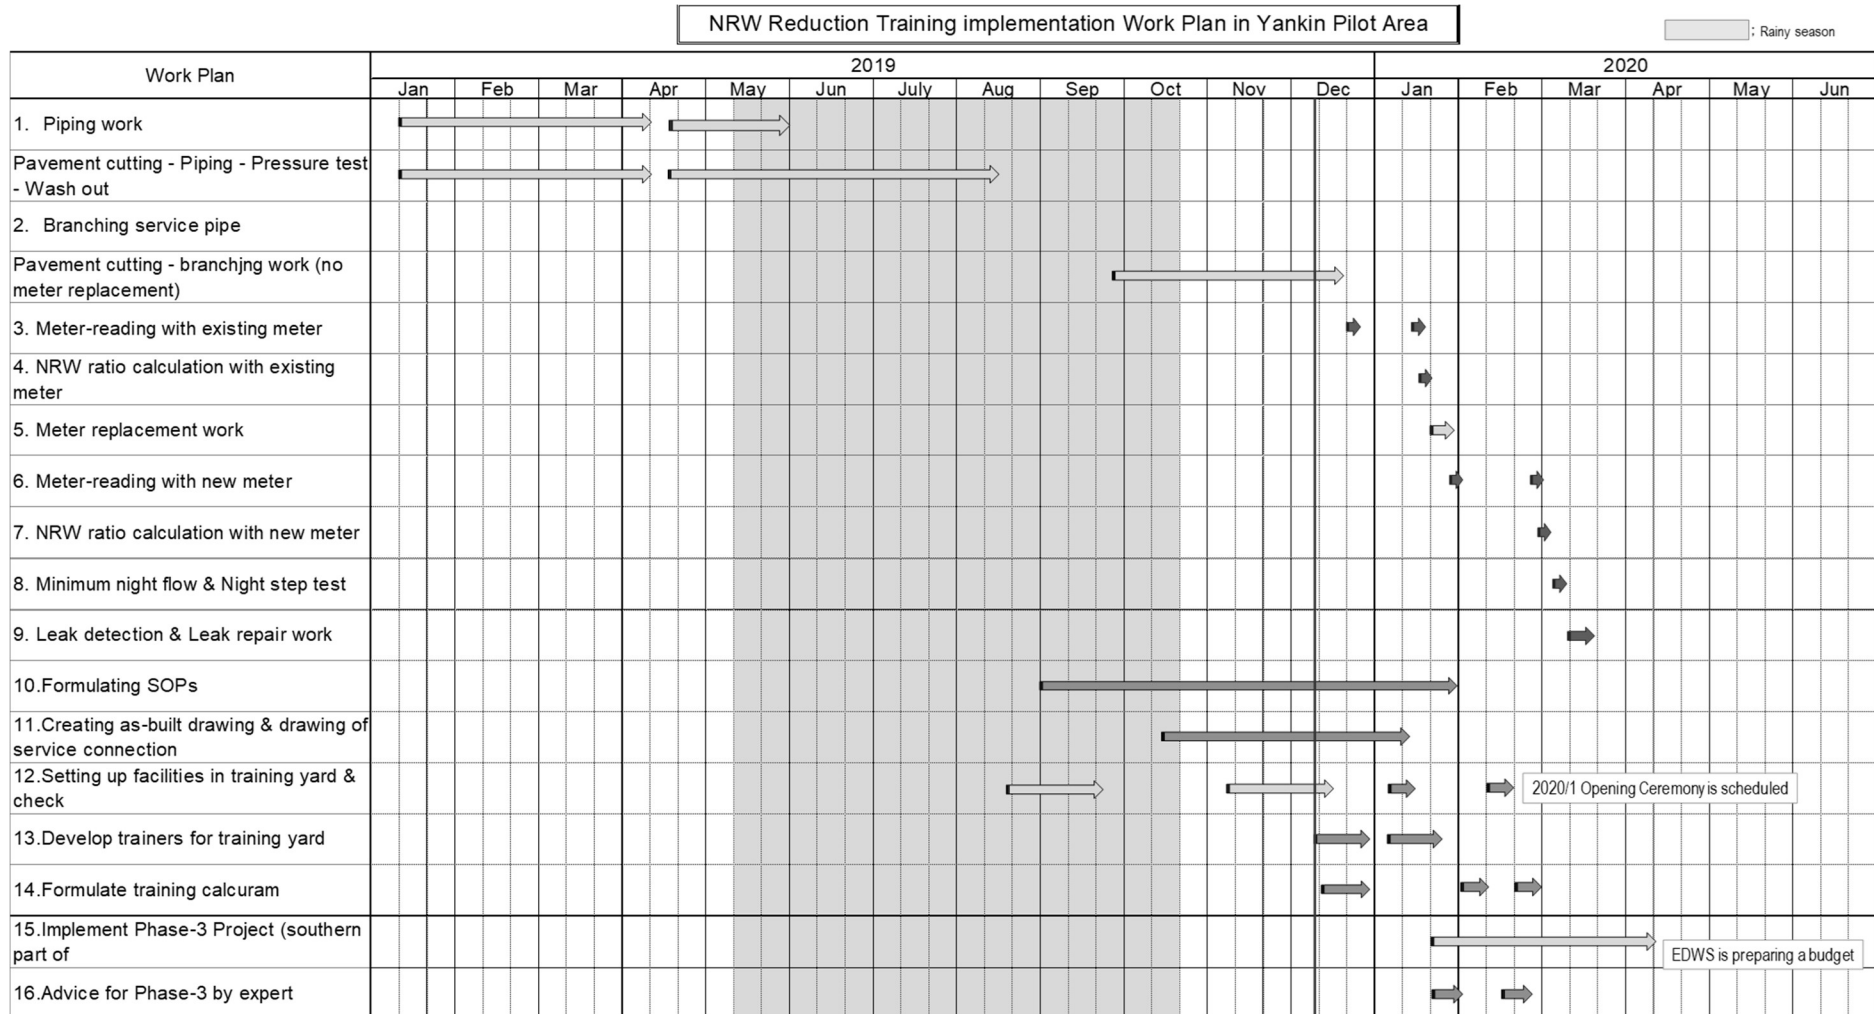 NRW Reduction Training implementation Work Plan in Yankin Pilot Area
; Rainy season
Work Plan
2019
2020
Jan Feb Mar Apr May Jun July Aug Sep Oct Nov Dec Jan Feb Mar Apr May Jun
1. Piping work
Pavement cutting - Piping - Pressure test
- Wash out
2. Branching service pipe
Pavement cutting - branchjng work (no
meter replacement)
3. Meter-reading with existing meter
4. NRW ratio calculation with existing
meter
5. Meter replacement work
6. Meter-reading with new meter
7. NRW ratio calculation with new meter
8. Minimum night flow & Night step test
9. Leak detection & Leak repair work
10.Formulating SOPs
11.Creating as-built drawing & drawing of
service connection
12.Setting up facilities in training yard &
check
2020/1 Opening Ceremony is scheduled
13.Develop trainers for training yard
14.Formulate training calcuram
15.Implement Phase-3 Project (southern
part of
EDWS is preparing a budget
16.Advice for Phase-3 by expert